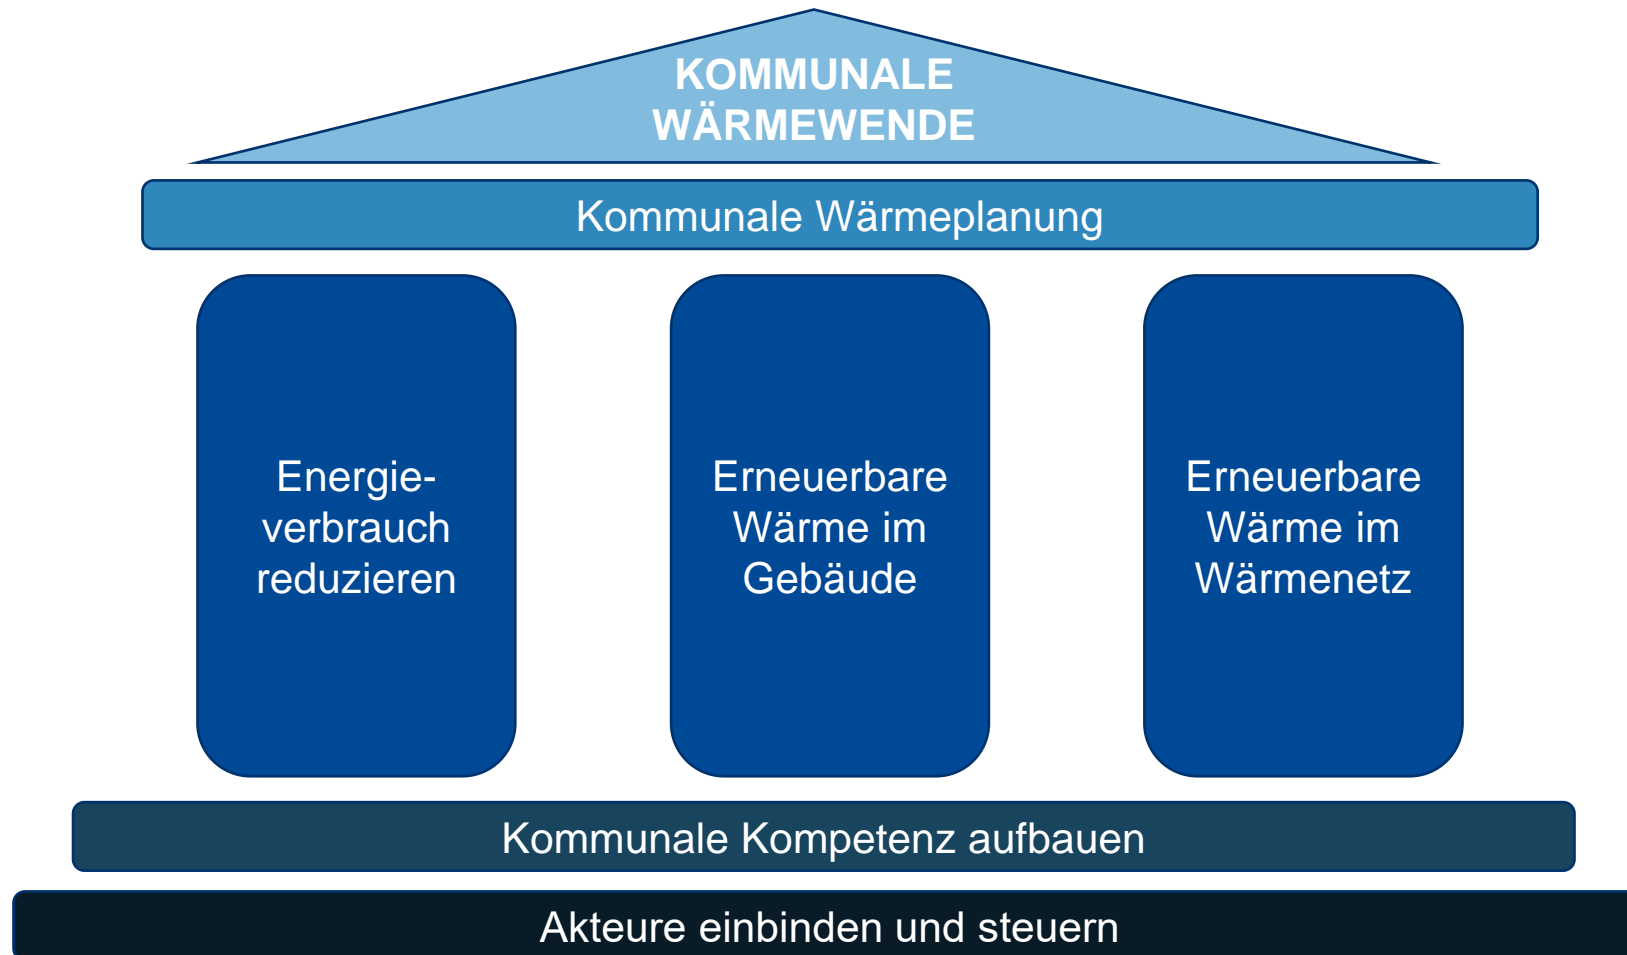 KOMMUNALE
WÄRMEWENDE
Kommunale Wärmeplanung
Energie-
verbrauch
reduzieren
Erneuerbare
Wärme im
Gebäude
Erneuerbare
Wärme im
Wärmenetz
Kommunale Kompetenz aufbauen
Akteure einbinden und steuern